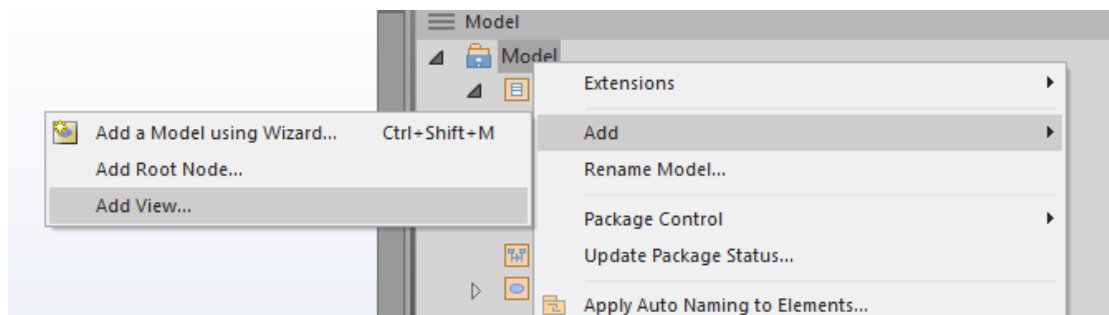 Model
Model
Extensions
Add a Model using Wizard... Ctrl+Shift+M
Add Root Node...
Add View...
Add
Rename Model...
Package Control
Update Package Status...
Apply Auto Naming to Elements...